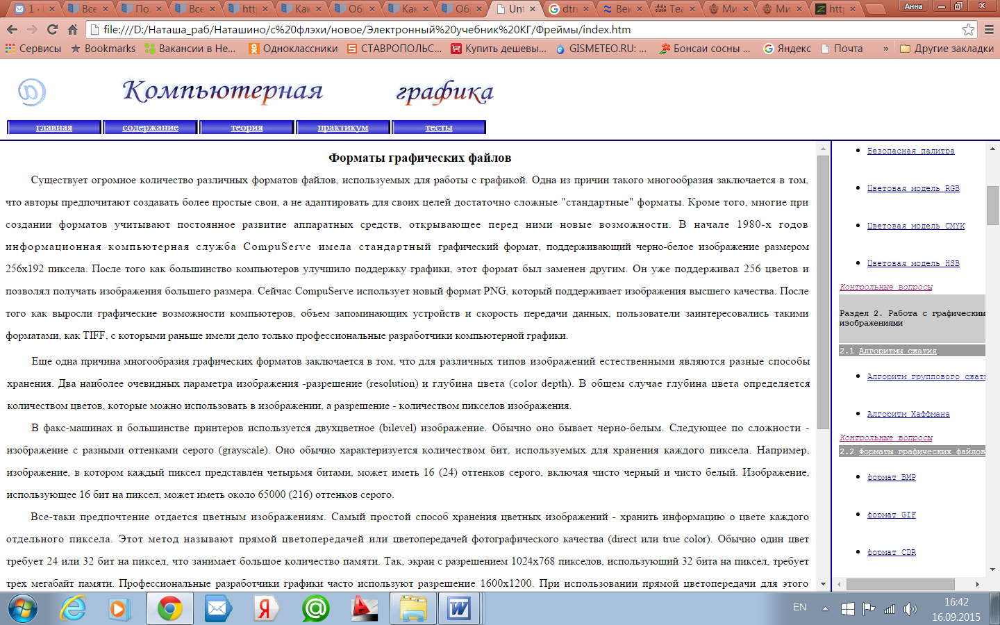 1 -
Все
По.
Все
http
Как
Об
Как
Об
Unt
dtn
Век
cisco Теа
Ми
Ми
http
Анна
file:///D:/Наташа_раб/Наташино/с%20флэхи/новое/Электронный%20учебник%20КГ/Фреймы/index.htm
Сервисы Bookmarks Вакансии в Не... Одноклассники СТАВРОПОЛЬС... Купить дешевы... GISMETEO.RU: ... Бонсаи сосны ... Яндекс Почта » Другие закладки
Компьютерная графика
главная содержание теория практикум тесты
Форматы графических файлов
Существует огромное количество различных форматов файлов, используемых для работы с графикой. Одна из причин такого многообразия заключается в том,
что авторы предпочитают создавать более простые свои, а не адаптировать для своих целей достаточно сложные "стандартные" форматы. Кроме того, многие при
создании форматов учитывают постоянное развитие аппаратных средств, открывающее перед ними новые возможности. В начале 1980-х годов
информационная компьютерная служба CompuServe имела стандартный графический формат, поддерживающий черно-белое изображение размером
256x192 пиксела. После того как большинство компьютеров улучшило поддержку графики, этот формат был заменен другим. Он уже поддерживал 256 цветов и
позволял получать изображения большего размера. Сейчас CompuServe использует новый формат PNG, который поддерживает изображения высшего качества. После
того как выросли графические возможности компьютеров, объем запоминающих устройств и скорость передачи данных, пользователи заинтересовались такими
форматами, как TIFF, с которыми раньше имели дело только профессиональные разработчики компьютерной графики.
Еще одна причина многообразия графических форматов заключается в том, что для различных типов изображений естественными являются разные способы
хранения. Два наиболее очевидных параметра изображения -разрешение (resolution) и глубина цвета (color depth). В общем случае глубина цвета определяется
количеством цветов, которые можно использовать в изображении, а разрешение - количеством пикселов изображения.
В факс-машинах и большинстве принтеров используется двухцветное (bilevel) изображение. Обычно оно бывает черно-белым. Следующее по сложности -
изображение с разными оттенками серого (grayscale). Оно обычно характеризуется количеством бит, используемых для хранения каждого пиксела. Например,
изображение, в котором каждый пиксел представлен четырьмя битами, может иметь 16 (24) оттенков серого, включая чисто черный и чисто белый. Изображение,
использующее 16 бит на пиксел, может иметь около 65000 (216) оттенков серого.
Все-таки предпочтение отдается цветным изображениям. Самый простой способ хранения цветных изображений - хранить информацию о цвете каждого
отдельного пиксела. Этот метод называют прямой цветопередачей или цветопередачей фотографического качества (direct или true color). Обычно один цвет
требует 24 или 32 бит на пиксел, что занимает большое количество памяти. Так, экран с разрешением 1024x768 пикселов, использующий 32 бита на пиксел, требует
трех мегабайт памяти. Профессиональные разработчики графики часто используют разрешение 1600x1200. При использовании прямой цветопередачи для этого
Безопасная палитра
Цветовая модель RGB
Цветовая модель CMYK
Цветовая модель HSB
Контрольные вопросы
Раздел 2. Работа с графическим
изображениями
2.1 Алгоритмы сжатия
Алгоритм группового сжати
Алгоритм Хаффмана
Контрольные вопросы
2.2 Форматы графических файлов
формат BMP
формат GIF
формат CDR
EN
16:42
16.09.2015